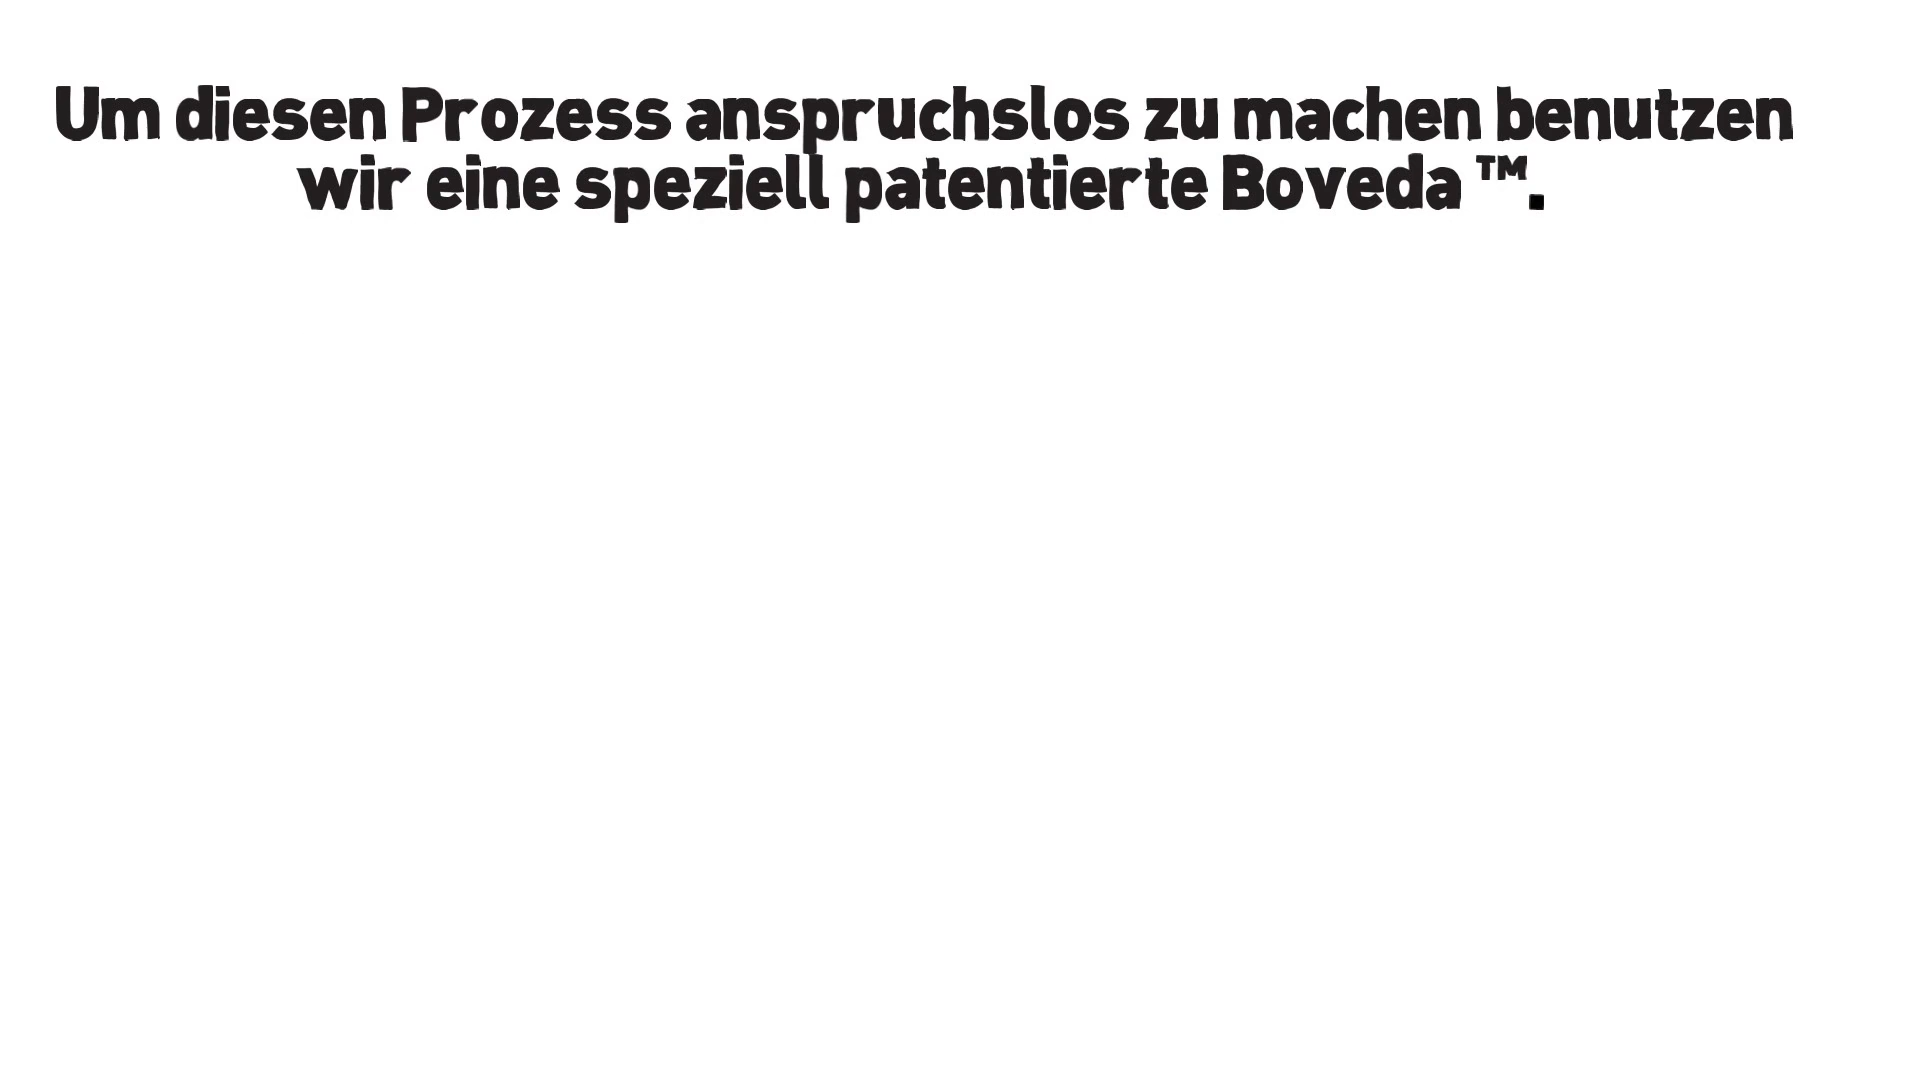 Um diesen Prozess anspruchslos zu machen benutzen
wir eine speziell patentierte Boveda ™.